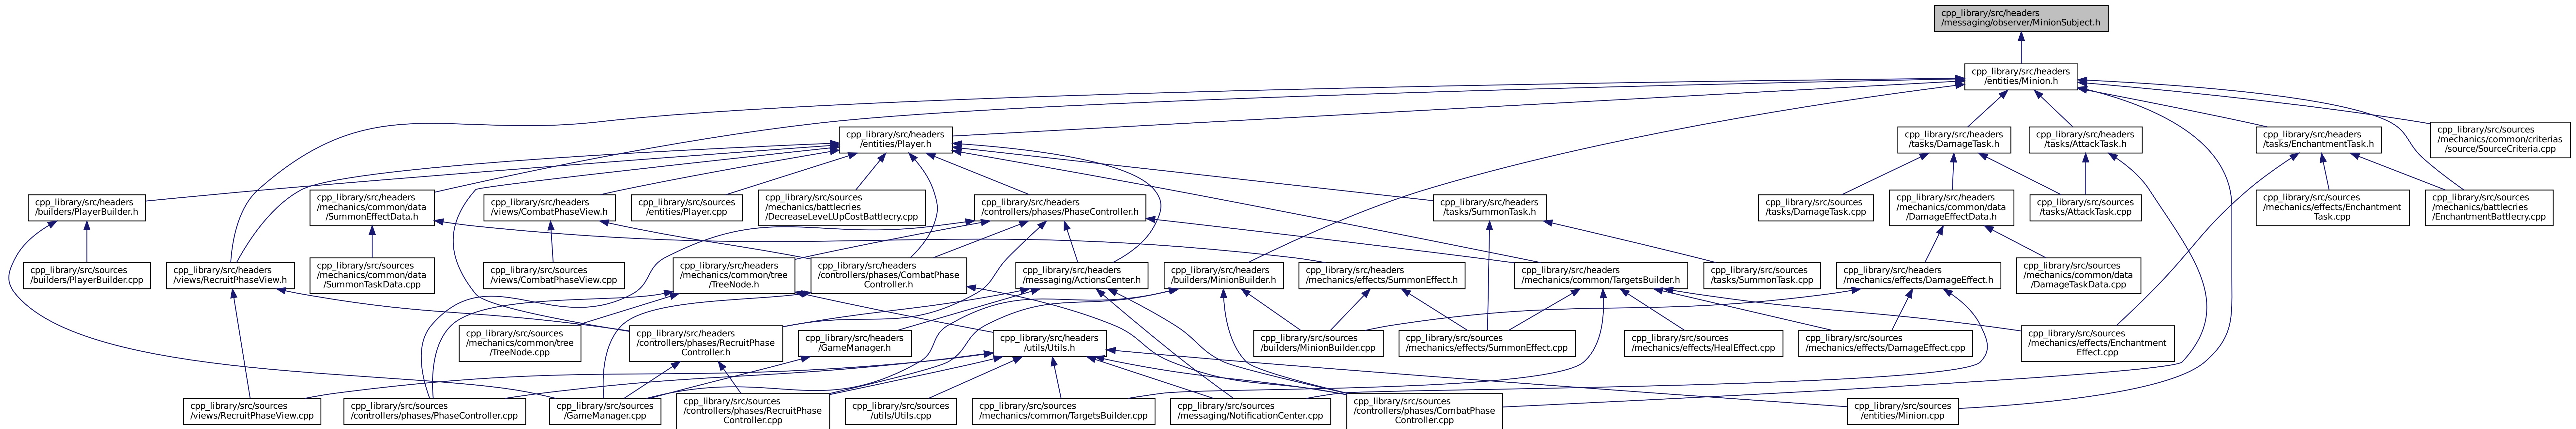 cpp_library/src/headers
/messaging/observer/MinionSubject.h
cpp_library/src/headers
/entities/Minion.h
cpp_library/src/headers
/entities/Player.h
cpp_library/src/headers
/tasks/DamageTask.h
cpp_library/src/headers
/tasks/AttackTask.h
cpp_library/src/headers
/tasks/EnchantmentTask.h
cpp_library/src/sources
/mechanics/common/criterias
/source/SourceCriteria.cpp
cpp_library/src/headers
/builders/PlayerBuilder.h
cpp_library/src/headers
/mechanics/common/data
/SummonEffectData.h
cpp_library/src/headers
/views/CombatPhaseView.h
cpp_library/src/sources
/entities/Player.cpp
cpp_library/src/sources
/mechanics/battlecries
/DecreaseLeveLUpCostBattlecry.cpp
cpp_library/src/headers
/controllers/phases/PhaseController.h
cpp_library/src/headers
/tasks/SummonTask.h
cpp_library/src/sources
/tasks/DamageTask.cpp
cpp_library/src/headers
/mechanics/common/data
/DamageEffectData.h
cpp_library/src/sources
/tasks/AttackTask.cpp
cpp_library/src/sources
/mechanics/effects/Enchantment
Task.cpp
cpp_library/src/sources
/mechanics/battlecries
/EnchantmentBattlecry.cpp
cpp_library/src/sources
/builders/PlayerBuilder.cpp
cpp_library/src/headers
/views/RecruitPhaseView.h
cpp_library/src/sources
/mechanics/common/data
/SummonTaskData.cpp
cpp_library/src/sources
/views/CombatPhaseView.cpp
cpp_library/src/headers
/mechanics/common/tree
/TreeNode.h
cpp_library/src/headers
/controllers/phases/CombatPhase
Controller.h
cpp_library/src/headers
/messaging/ActionsCenter.h
cpp_library/src/headers
/builders/MinionBuilder.h
cpp_library/src/headers
/mechanics/effects/SummonEffect.h
cpp_library/src/headers
/mechanics/common/TargetsBuilder.h
cpp_library/src/sources
/tasks/SummonTask.cpp
cpp_library/src/headers
/mechanics/effects/DamageEffect.h
cpp_library/src/sources
/mechanics/common/data
/DamageTaskData.cpp
cpp_library/src/sources
/mechanics/common/tree
/TreeNode.cpp
cpp_library/src/headers
/controllers/phases/RecruitPhase
Controller.h
cpp_library/src/headers
/GameManager.h
cpp_library/src/headers
/utils/Utils.h
cpp_library/src/sources
/builders/MinionBuilder.cpp
cpp_library/src/sources
/mechanics/effects/SummonEffect.cpp
cpp_library/src/sources
/mechanics/effects/HealEffect.cpp
cpp_library/src/sources
/mechanics/effects/DamageEffect.cpp
cpp_library/src/sources
/mechanics/effects/Enchantment
Effect.cpp
cpp_library/src/sources
/views/RecruitPhaseView.cpp
cpp_library/src/sources
/controllers/phases/PhaseController.cpp
cpp_library/src/sources
/GameManager.cpp
cpp_library/src/sources
/controllers/phases/RecruitPhase
Controller.cpp
cpp_library/src/sources
/utils/Utils.cpp
cpp_library/src/sources
/mechanics/common/TargetsBuilder.cpp
cpp_library/src/sources
/messaging/NotificationCenter.cpp
cpp_library/src/sources
/controllers/phases/CombatPhase
Controller.cpp
cpp_library/src/sources
/entities/Minion.cpp